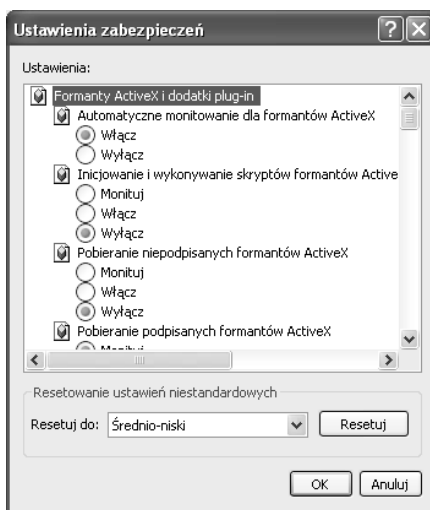 Ustawienia zabezpieczeń
Ustawienia:
Formanty ActiveX i dodatki plug-in
Automatyczne monitowanie dla formantów ActiveX
Włącz
Wyłącz
Inicjowanie i wykonywanie skryptów formantów Active
Monituj
Włącz
Wyłącz
Pobieranie niepodpisanych formantów ActiveX
Monituj
Włącz
Wyłącz
Pobieranie podpisanych formantów ActiveX
Monituj
Resetowanie ustawień niestandardowych
Resetuj do: Średnio-niski Resetuj
OK Anuluj